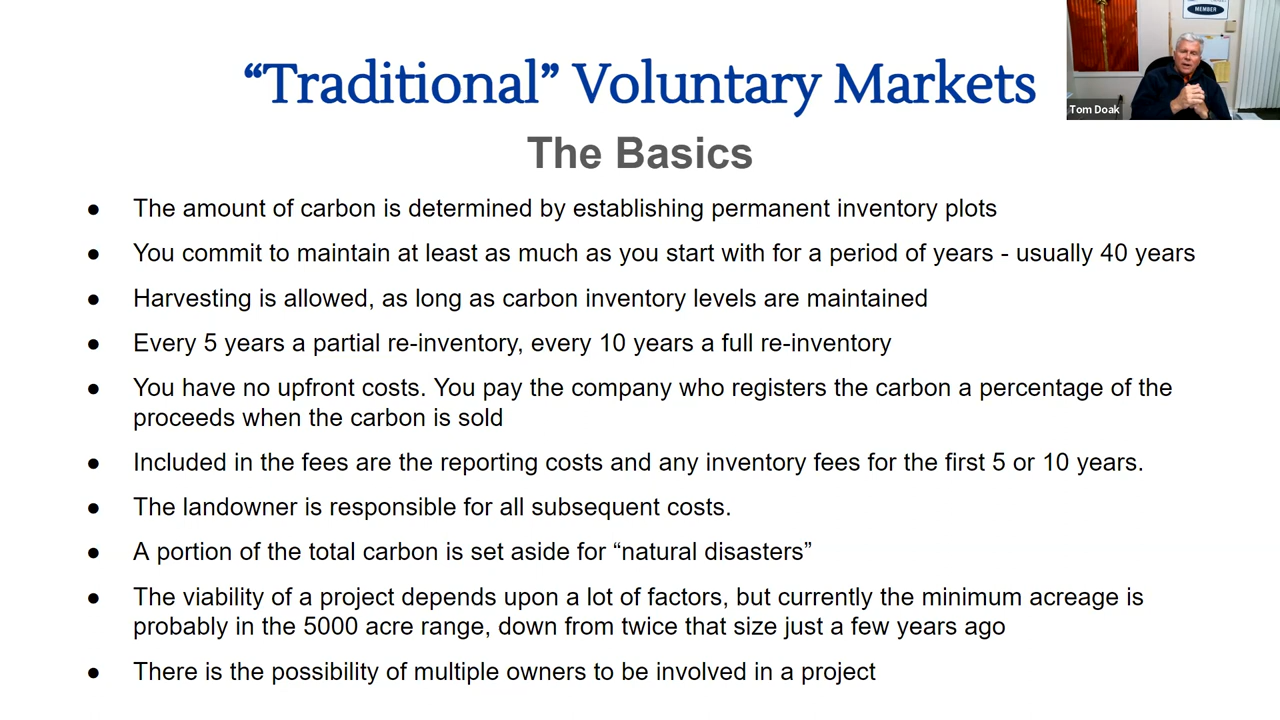 MEMBER
“Traditional” Voluntary Markets
Tom Doak
The Basics
● The amount of carbon is determined by establishing permanent inventory plots
● You commit to maintain at least as much as you start with for a period of years - usually 40 years
● Harvesting is allowed, as long as carbon inventory levels are maintained
● Every 5 years a partial re-inventory, every 10 years a full re-inventory
● You have no upfront costs. You pay the company who registers the carbon a percentage of the
proceeds when the carbon is sold
● Included in the fees are the reporting costs and any inventory fees for the first 5 or 10 years.
● The landowner is responsible for all subsequent costs.
● A portion of the total carbon is set aside for “natural disasters”
● The viability of a project depends upon a lot of factors, but currently the minimum acreage is
probably in the 5000 acre range, down from twice that size just a few years ago
● There is the possibility of multiple owners to be involved in a project